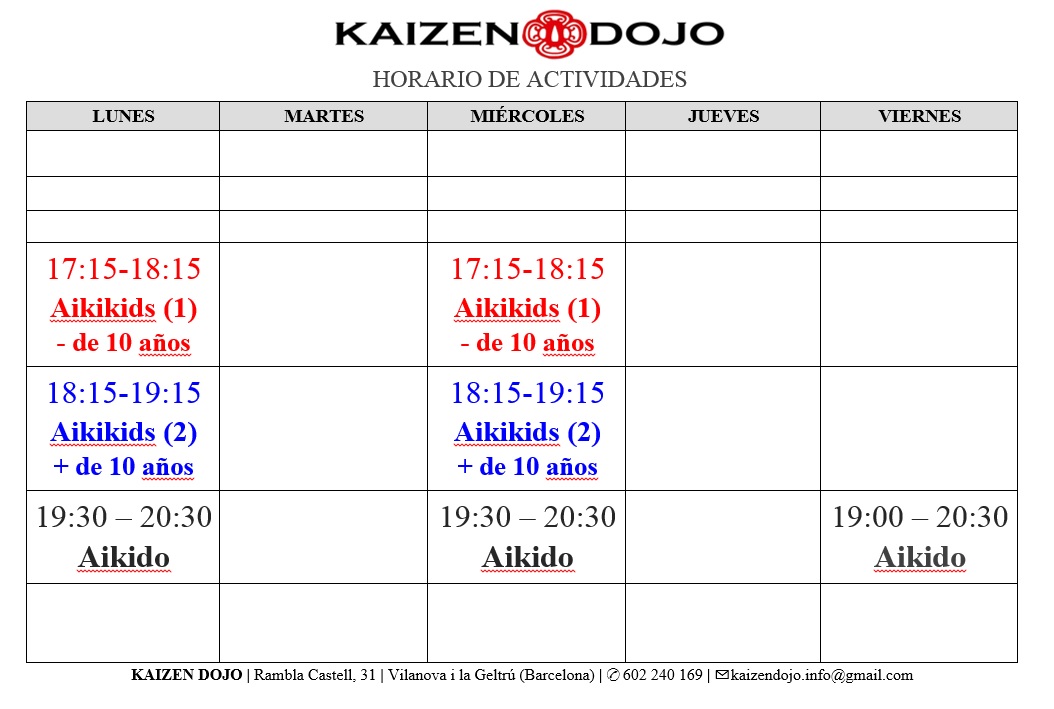 KAIZEN DOJO
HORARIO DE ACTIVIDADES
LUNES MARTES MIÉRCOLES JUEVES VIERNES
17:15-18:15 17:15-18:15
Aikikids (1) Aikikids (1)
- de 10 años - de 10 años
18:15-19:15 18:15-19:15
Aikikids (2) Aikikids (2)
+ de 10 años + de 10 años
19:30 – 20:30 19:30 – 20:30 19:00 – 20:30
Aikido Aikido Aikido
KAIZEN DOJO | Rambla Castell, 31 | Vilanova i la Geltrú (Barcelona) | ✆ 602 240 169 | ✉kaizendojo.info@gmail.com